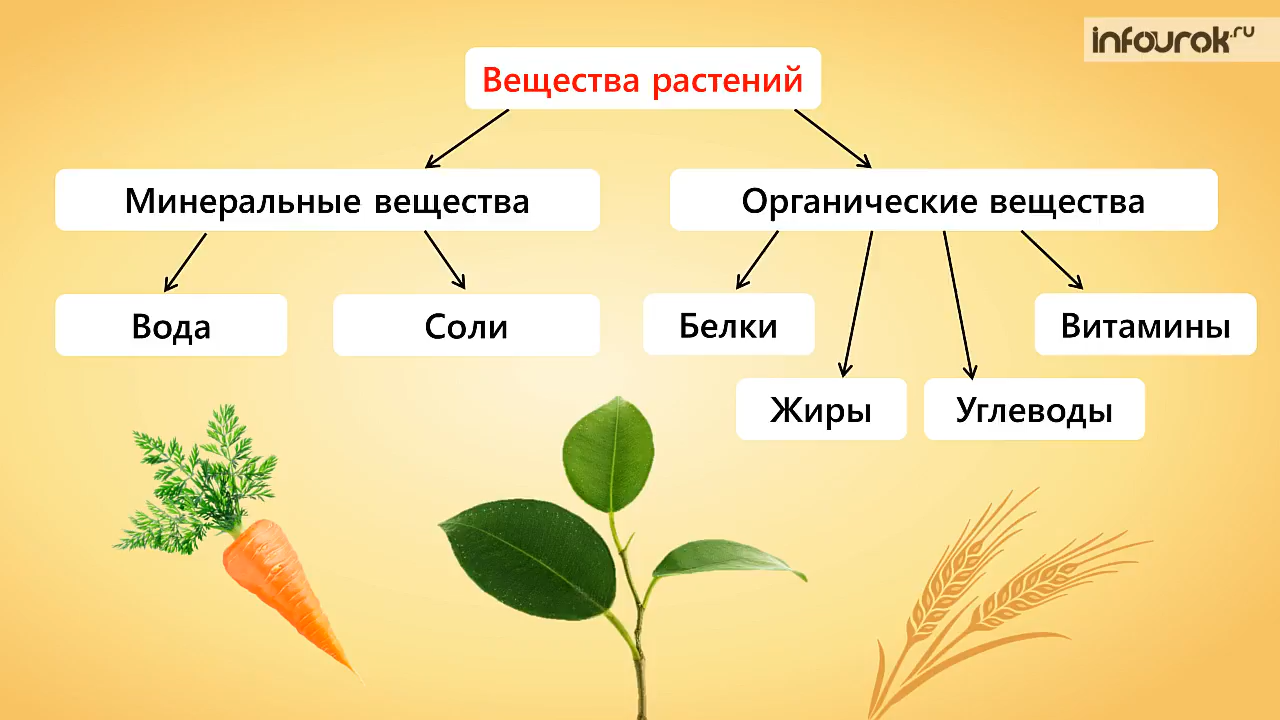 infourok.ru
Вещества растений
Минеральные вещества
Органические вещества
Вода
Соли
Белки
Витамины
Жиры
Углеводы